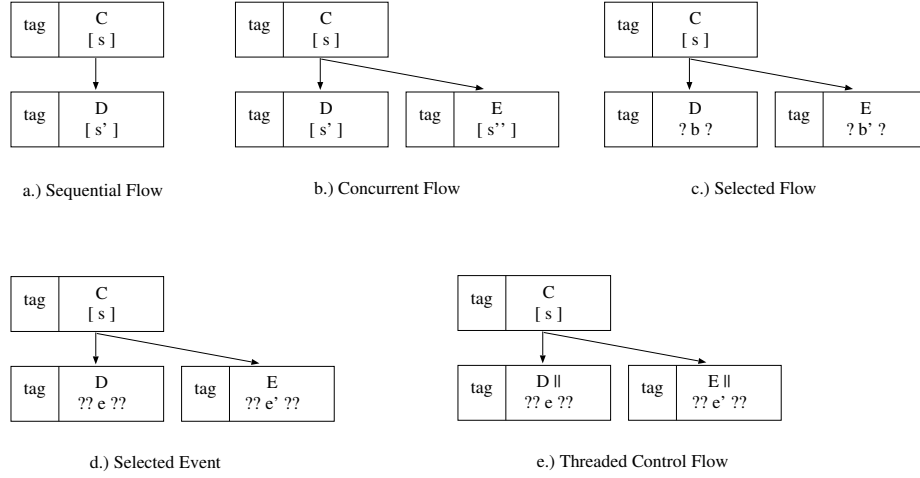 tag C
[ s ]
tag D
[ s' ]
a.) Sequential Flow
tag C
[ s ]
tag D
[ s' ]
tag E
[ s'' ]
b.) Concurrent Flow
tag C
[ s ]
tag D
? b ?
tag E
? b' ?
c.) Selected Flow
tag C
[ s ]
tag D
?? e ??
tag E
?? e' ??
d.) Selected Event
tag C
[ s ]
tag D ||
?? e ??
tag E ||
?? e' ??
e.) Threaded Control Flow